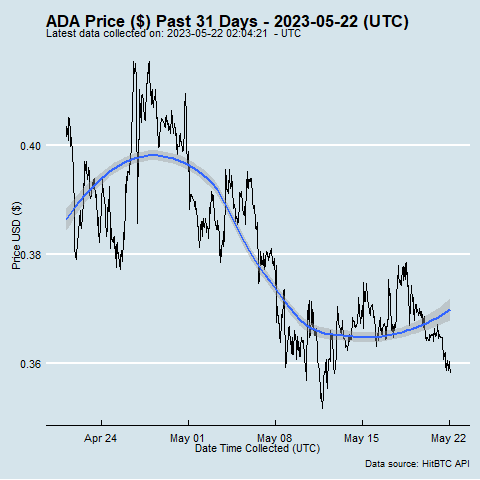 ADA Price ($) Past 31 Days - 2023-05-22 (UTC)
Latest data collected on: 2023-05-22 02:04:21  - UTC
0.40
0.38
0.36
Price USD ($)
Apr 24
May 01
May 08
May 15
May 22
Date Time Collected (UTC)
Data source: HitBTC API